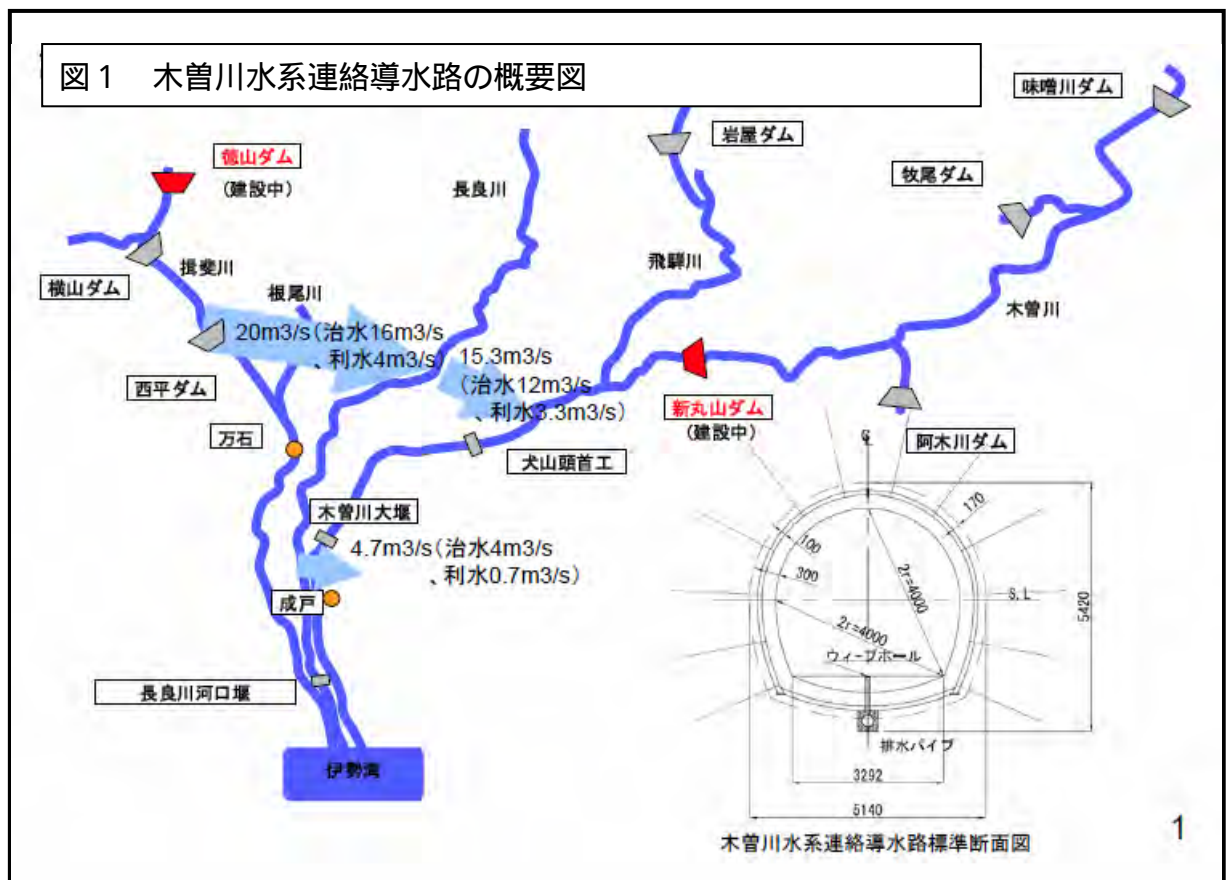 図1 木曽川水系連絡導水路の概要図
味噌川ダム
岩屋ダム
徳山ダム
(建設中)
長良川
牧尾ダム
飛騨川
揖斐川
横山ダム
根尾川
木曽川
20m3/s(治水16m3/s
、利水4m3/s)
15.3m3/s
(治水12m3/s
、利水3.3m3/s)
西平ダム
新丸山ダム
(建設中)
万石
阿木川ダム
犬山頭首工
木曽川大堰
4.7m3/s(治水4m3/s
、利水0.7m3/s)
成戸
長良川河口堰
伊勢湾
170
100
300
2r=4000
2r=4000
S.L
5420
ウィープホール
排水パイプ
3292
5140
木曽川水系連絡導水路標準断面図
1